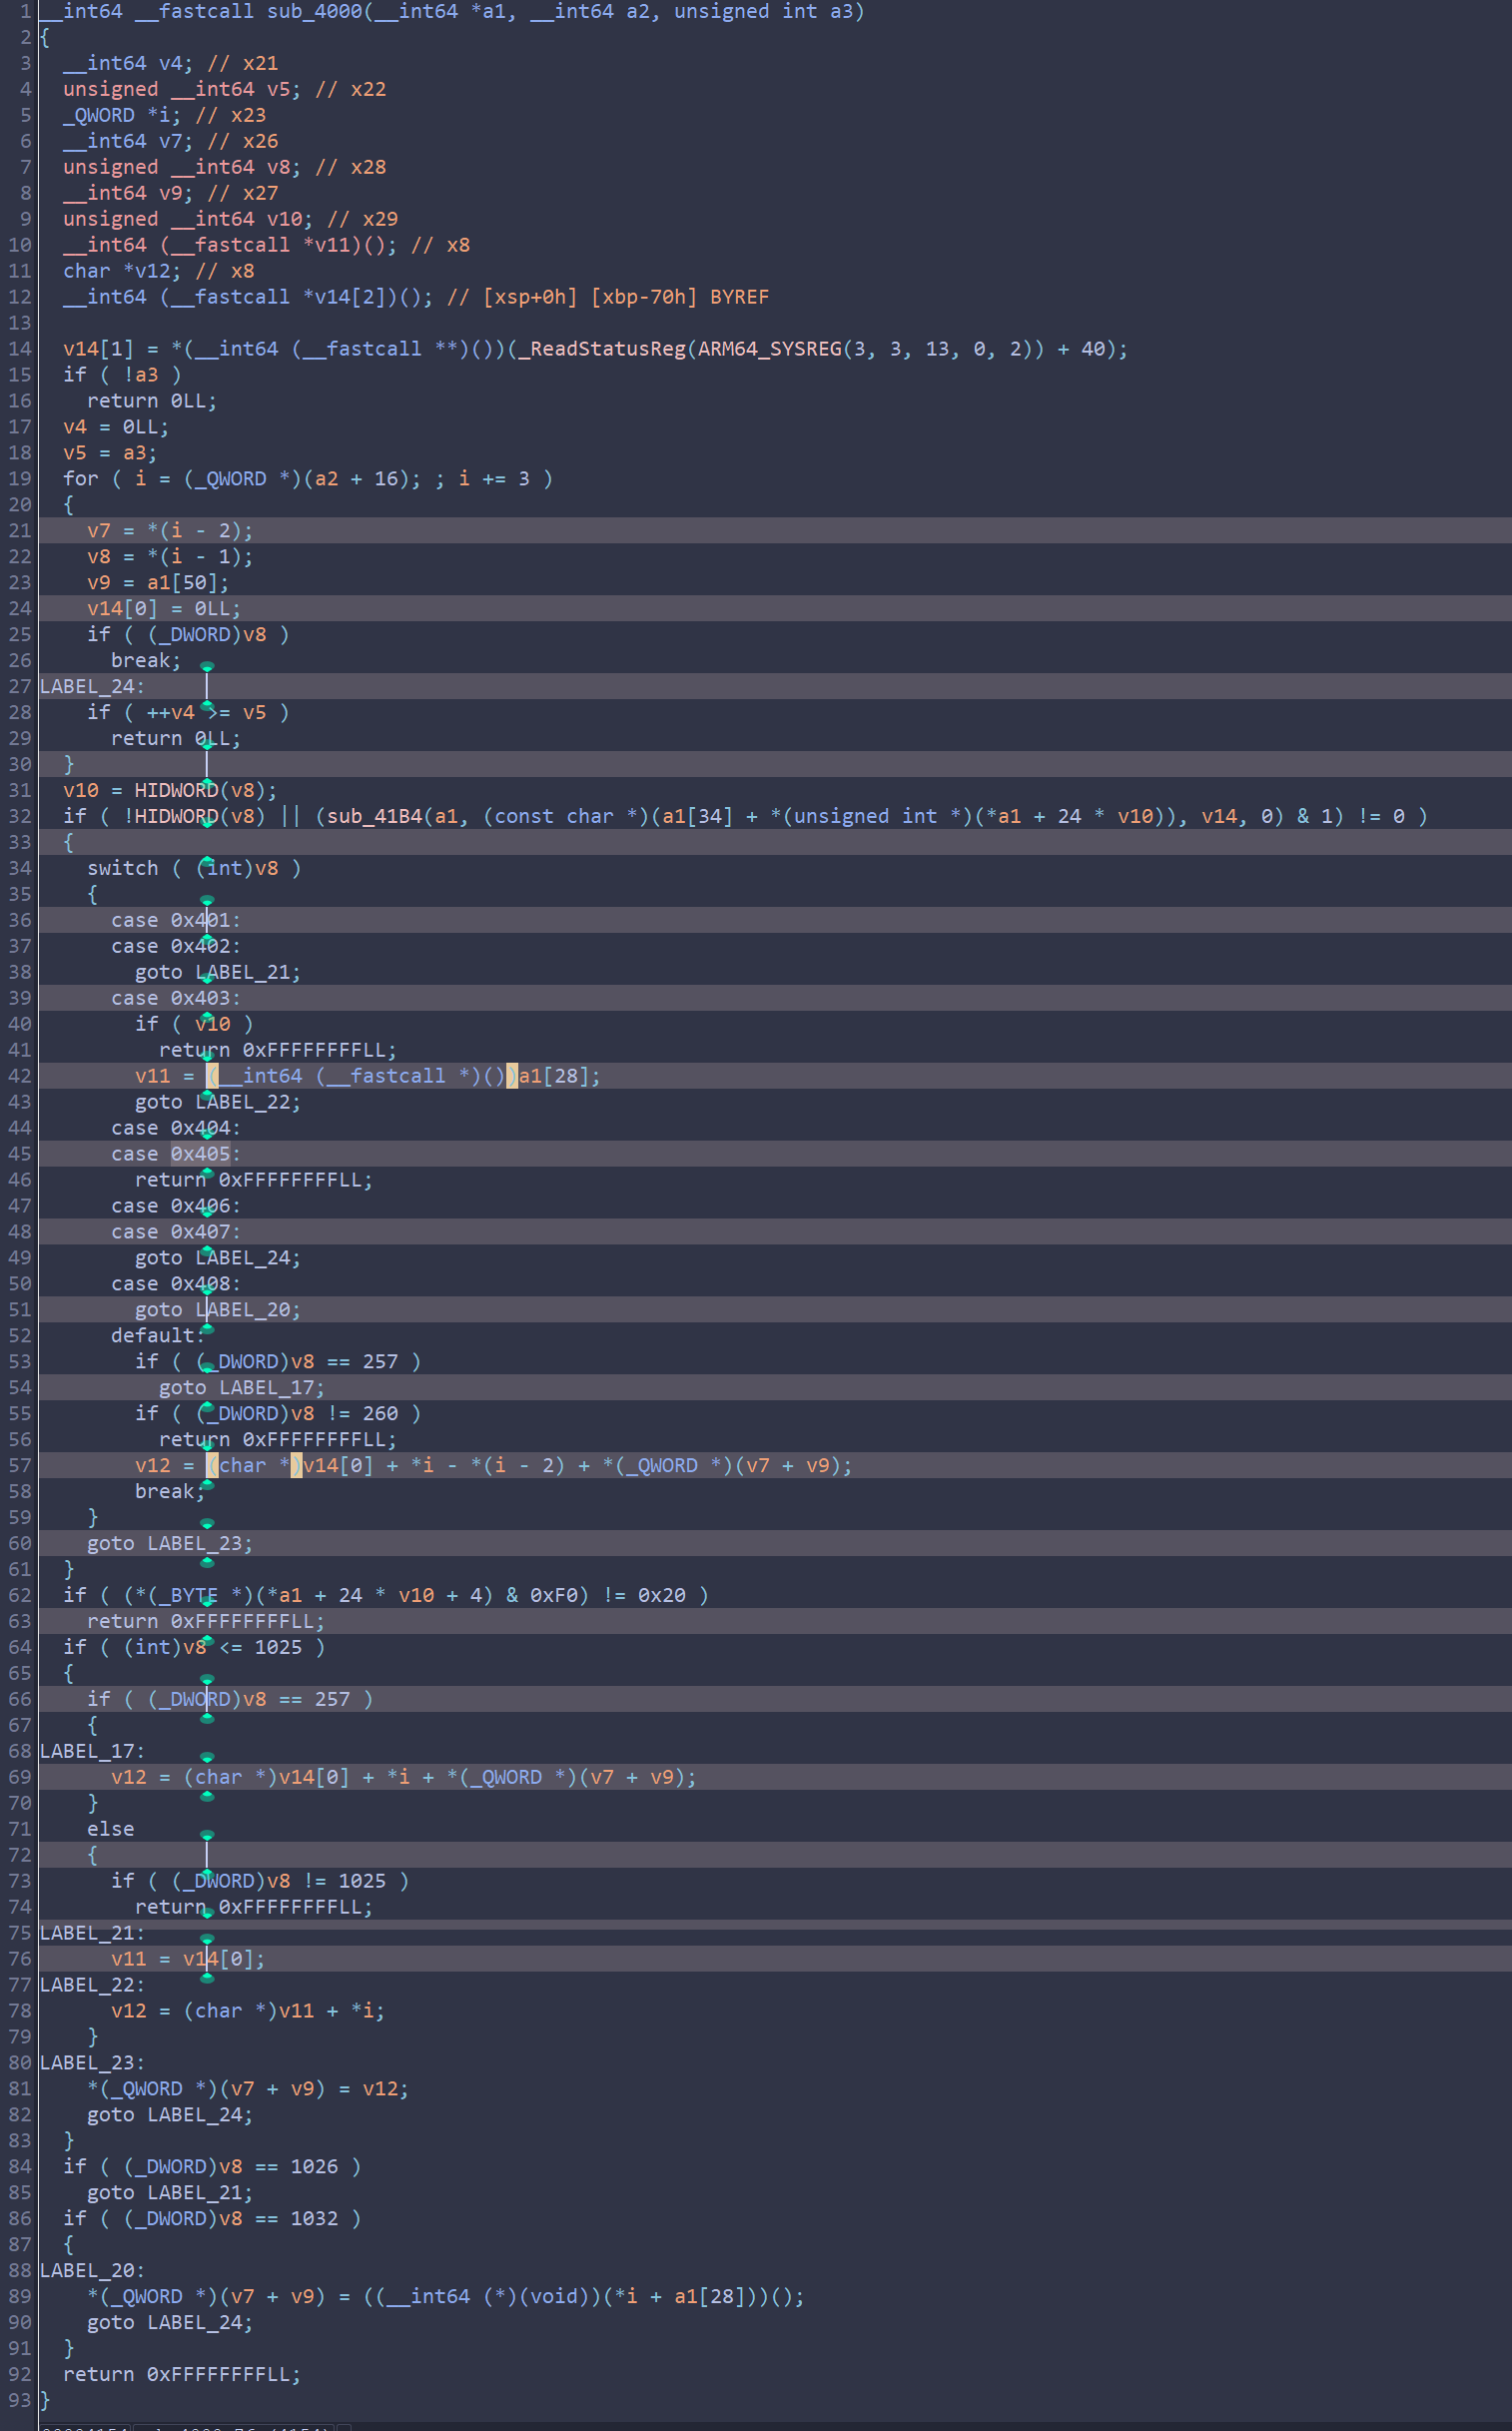 1 __int64 __fastcall sub_4000(__int64 *a1, __int64 a2, unsigned int a3)
2 {
3 __int64 v4; // x21
4 unsigned __int64 v5; // x22
5 _QWORD *i; // x23
6 __int64 v7; // x26
7 unsigned __int64 v8; // x28
8 __int64 v9; // x27
9 unsigned __int64 v10; // x29
10 __int64 (__fastcall *v11)(); // x8
11 char *v12; // x8
12 __int64 (__fastcall *v14[2])(); // [xsp+0h] [xbp-70h] BYREF
13
14 v14[1] = *(__int64 (__fastcall **)())(_ReadStatusReg(ARM64_SYSREG(3, 3, 13, 0, 2)) + 40);
15 if ( !a3 )
16 return 0LL;
17 v4 = 0LL;
18 v5 = a3;
19 for ( i = (_QWORD *)(a2 + 16); ; i += 3 )
20 {
21 v7 = *(i - 2);
22 v8 = *(i - 1);
23 v9 = a1[50];
24 v14[0] = 0LL;
25 if ( (_DWORD)v8 )
26 break;
27 LABEL_24:
28 if ( ++v4 >= v5 )
29 return 0LL;
30 }
31 v10 = HIDWORD(v8);
32 if ( !HIDWORD(v8) || (sub_41B4(a1, (const char *)(a1[34] + *(unsigned int *)(*a1 + 24 * v10)), v14, 0) & 1) != 0 )
33 {
34 switch ( (int)v8 )
35 {
36 case 0x401:
37 case 0x402:
38 goto LABEL_21;
39 case 0x403:
40 if ( v10 )
41 return 0xFFFFFFFFLL;
42 v11 = (__int64 (__fastcall *)())a1[28];
43 goto LABEL_22;
44 case 0x404:
45 case 0x405:
46 return 0xFFFFFFFFLL;
47 case 0x406:
48 case 0x407:
49 goto LABEL_24;
50 case 0x408:
51 goto LABEL_20;
52 default:
53 if ( (_DWORD)v8 == 257 )
54 goto LABEL_17;
55 if ( (_DWORD)v8 != 260 )
56 return 0xFFFFFFFFLL;
57 v12 = (char *)v14[0] + *i - *(i - 2) + *(_QWORD *)(v7 + v9);
58 break;
59 }
60 goto LABEL_23;
61 }
62 if ( (*(_BYTE *)(*a1 + 24 * v10 + 4) & 0xF0) != 0x20 )
63 return 0xFFFFFFFFLL;
64 if ( (int)v8 <= 1025 )
65 {
66 if ( (_DWORD)v8 == 257 )
67 {
68 LABEL_17:
69 v12 = (char *)v14[0] + *i + *(_QWORD *)(v7 + v9);
70 }
71 else
72 {
73 if ( (_DWORD)v8 != 1025 )
74 return 0xFFFFFFFFLL;
75 LABEL_21:
76 v11 = v14[0];
77 LABEL_22:
78 v12 = (char *)v11 + *i;
79 }
80 LABEL_23:
81 *(_QWORD *)(v7 + v9) = v12;
82 goto LABEL_24;
83 }
84 if ( (_DWORD)v8 == 1026 )
85 goto LABEL_21;
86 if ( (_DWORD)v8 == 1032 )
87 {
88 LABEL_20:
89 *(_QWORD *)(v7 + v9) = ((__int64 (*)(void))(*i + a1[28]))();
90 goto LABEL_24;
91 }
92 return 0xFFFFFFFFLL;
93 }